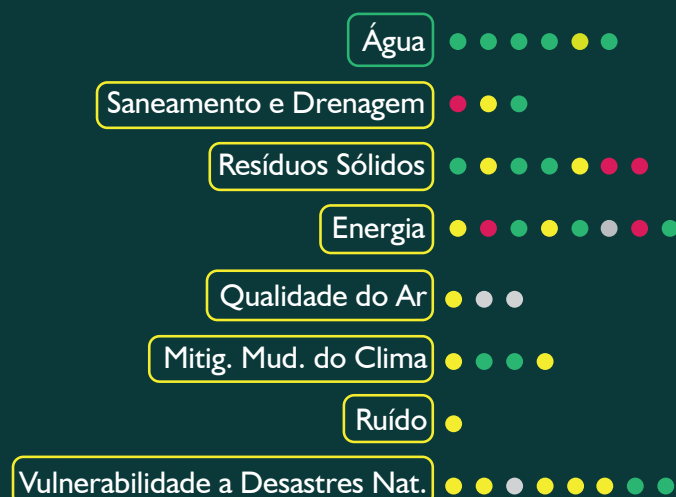 Água
Saneamento e Drenagem
Resíduos Sólidos
Energia
Qualidade do Ar
Mitig. Mud. do Clima
Ruído
Vulnerabilidade a Desastres Nat.